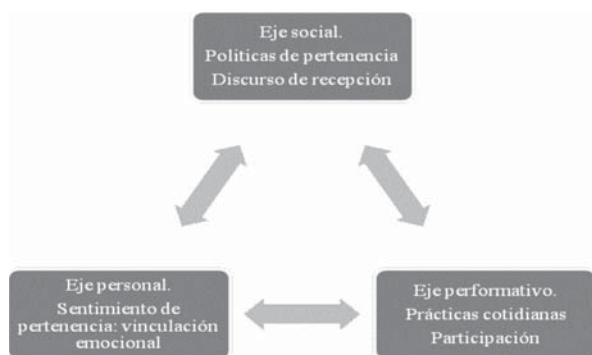 Eje social.
Políticas de pertenencia
Discurso de recepción
Eje personal.
Sentimiento de
pertenencia: vinculación
emocional
Eje performativo.
Prácticas cotidianas
Participación